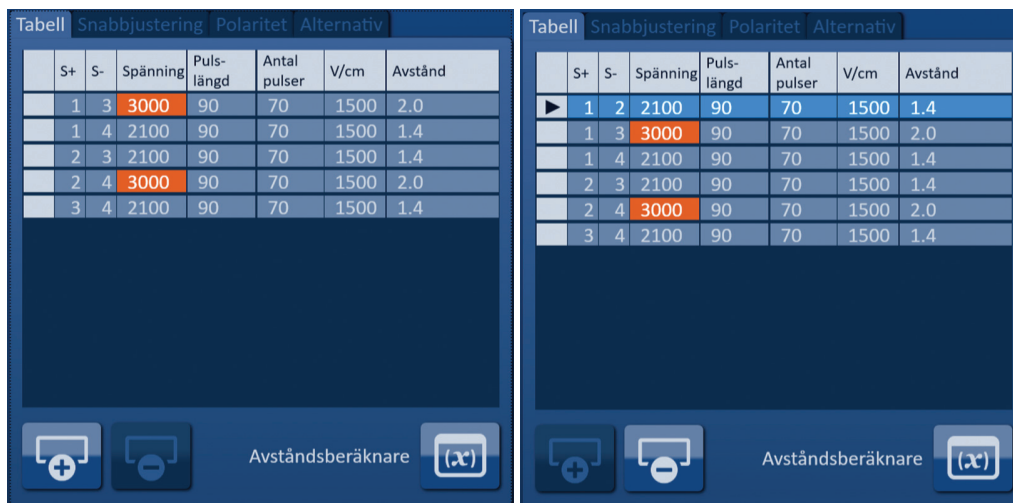 Tabell Snabbjustering Polaritet Alternativ
S+ S- Spänning Puls-längd Antal pulser V/cm Avstånd
1 3 3000 90 70 1500 2.0
1 4 2100 90 70 1500 1.4
2 3 2100 90 70 1500 1.4
2 4 3000 90 70 1500 2.0
3 4 2100 90 70 1500 1.4
Avståndsberäknare (x)
Tabell Snabbjustering Polaritet Alternativ
S+ S- Spänning Puls-längd Antal pulser V/cm Avstånd
1 2 2100 90 70 1500 1.4
1 3 3000 90 70 1500 2.0
1 4 2100 90 70 1500 1.4
2 3 2100 90 70 1500 1.4
2 4 3000 90 70 1500 2.0
3 4 2100 90 70 1500 1.4
Avståndsberäknare (x)